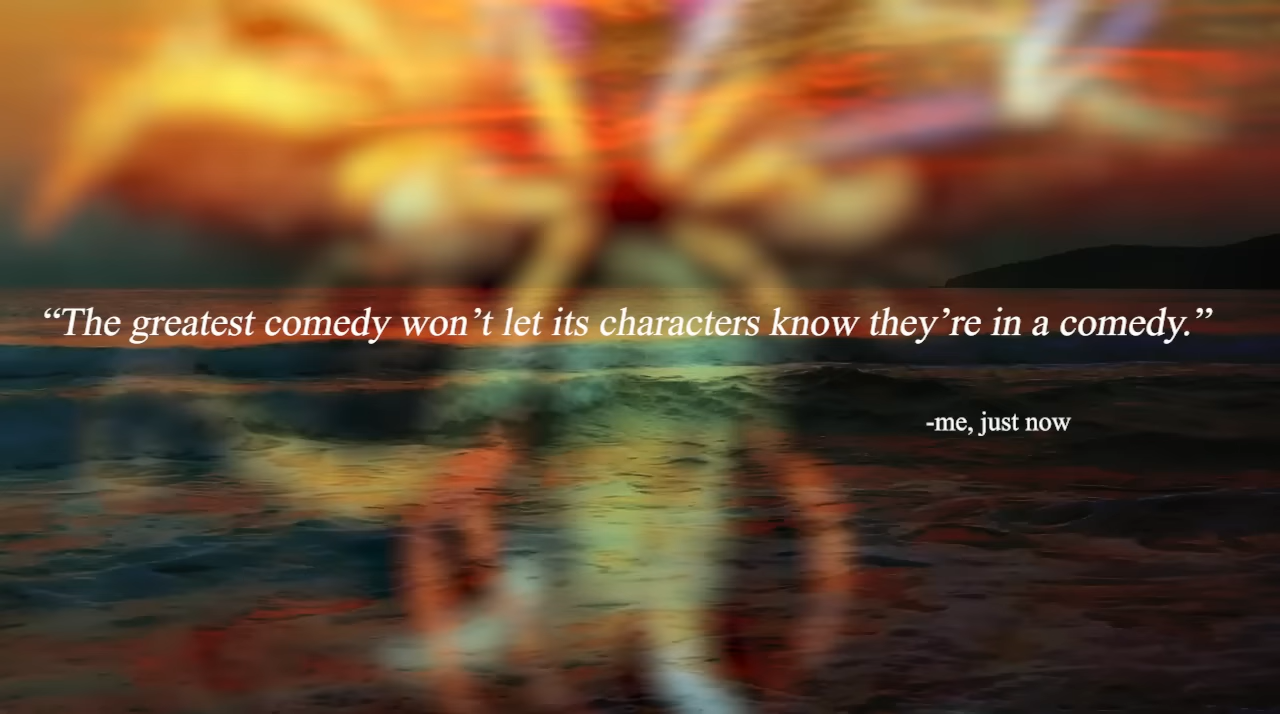 “The greatest comedy won’t let its characters know they’re in a comedy.”
-me, just now